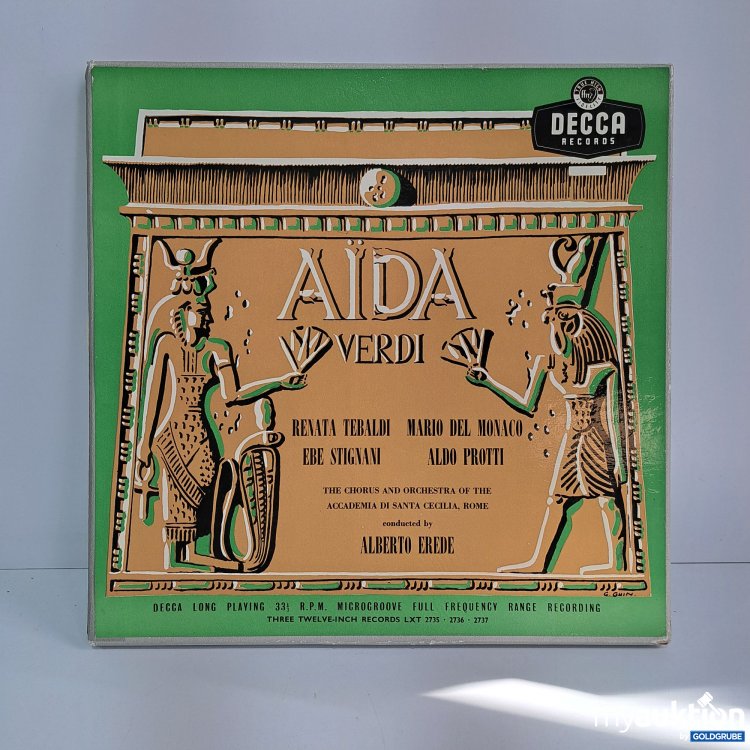 DECCA
RECORDS
AÏDA
VERDI
RENATA TEBALDI MARIO DEL MONACO
EBE STIGNANI ALDO PROTTI
THE CHORUS AND ORCHESTRA OF THE
ACCADEMIA DI SANTA CECILIA, ROME
conducted by
ALBERTO EREDE
G. GUIN.
DECCA LONG PLAYING 33⅓ R.P.M. MICROGROOVE FULL FREQUENCY RANGE RECORDING
THREE TWELVE-INCH RECORDS LXT 2735 · 2736 · 2737
myauktion
by GOLDGRUBE